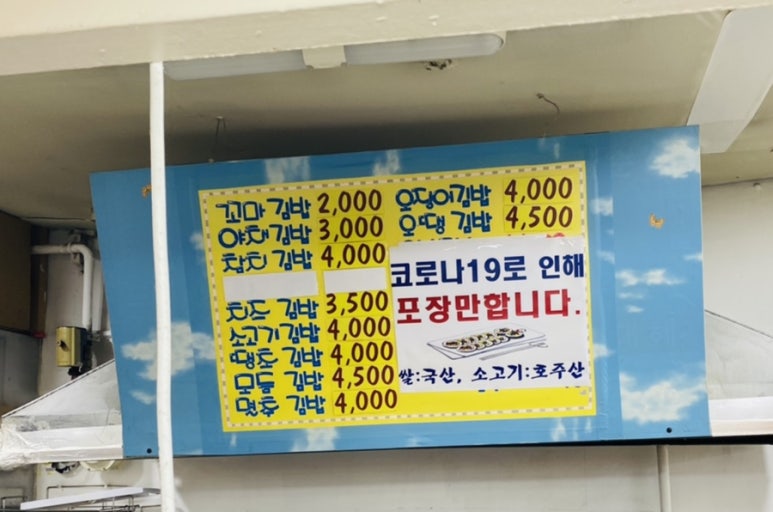 꼬마김밥 2,000
야채김밥 3,000
참치김밥 4,000
치즈김밥 3,500
소고기김밥 4,000
땡초김밥 4,000
모듬김밥 4,500
멸추김밥 4,000
오뎅어김밥 4,000
오땡김밥 4,500
코로나19로 인해
포장만합니다.
쌀:국산, 소고기:호주산